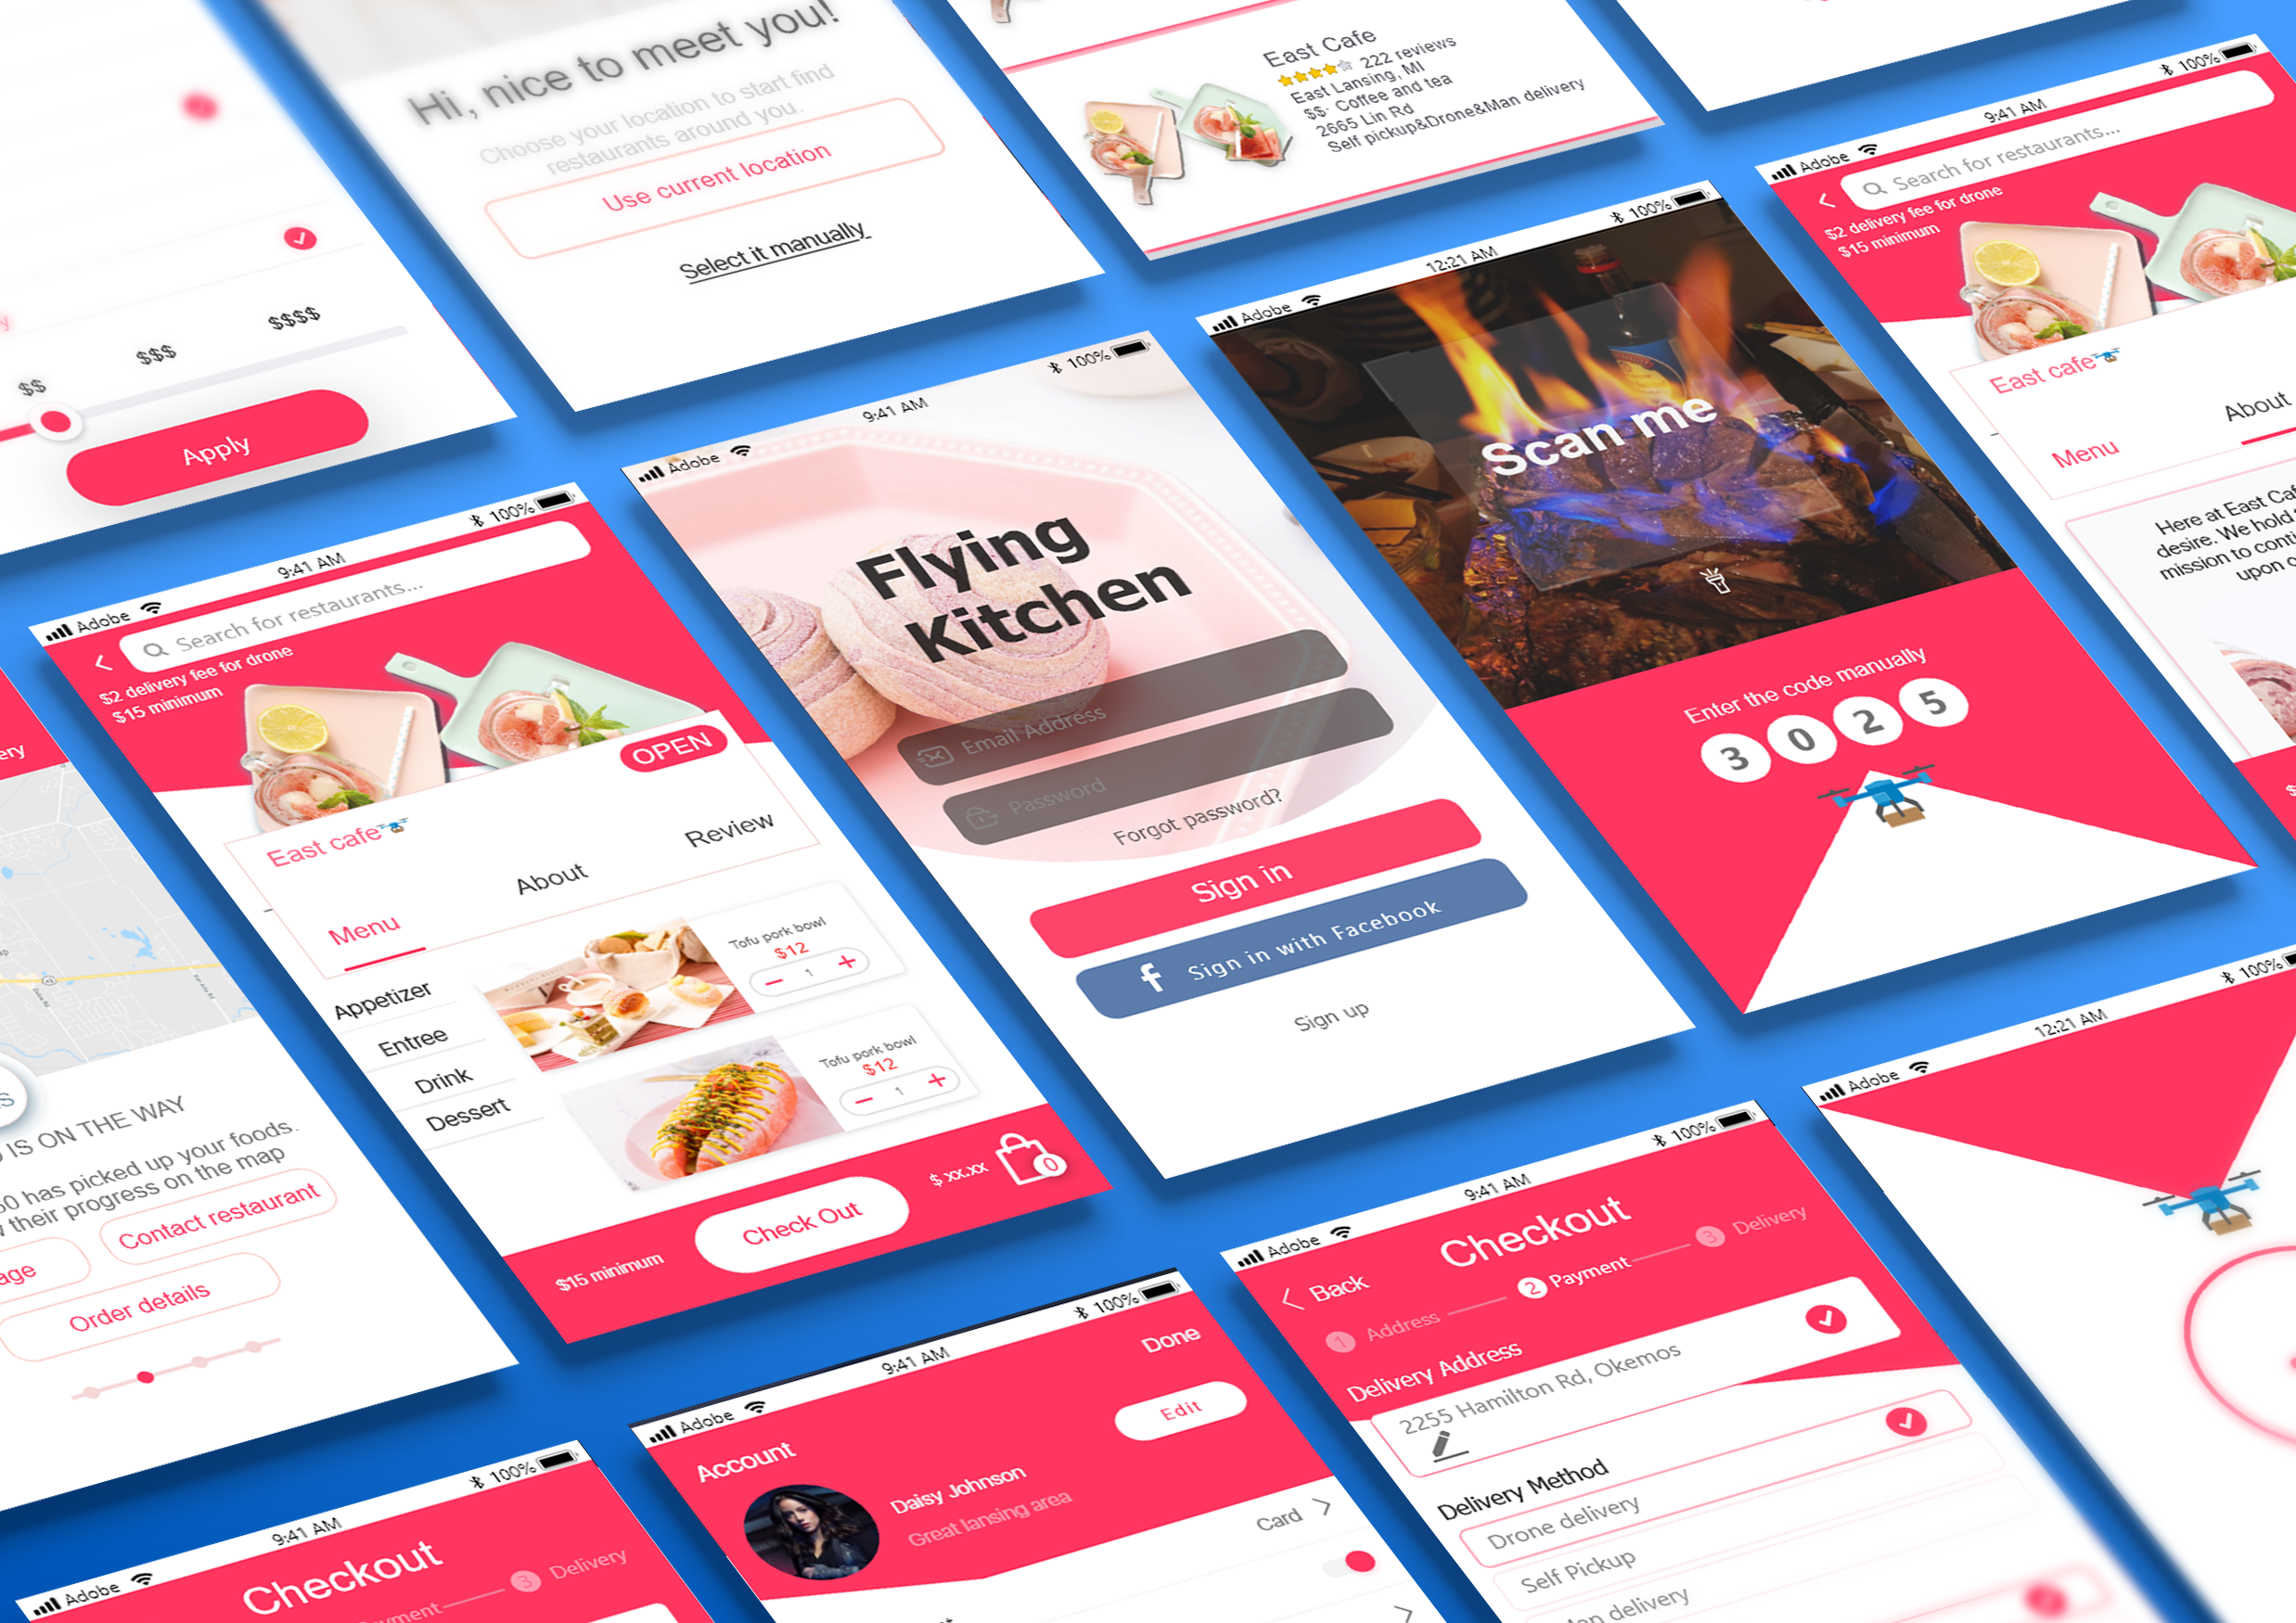 $$
$$$
$$$$
Apply
Hi, nice to meet you!
Choose your location to start find
restaurants around you.
Use current location
Select it manually
East Cafe
222 reviews
East Lansing, MI
$$· Coffee and tea
2665 Lin Rd
Self pickup&Drone&Man delivery
Adobe 9:41 AM 100%
Search for restaurants...
$2 delivery fee for drone
$15 minimum
East cafe
Menu
About
Here at East
desire. We hold
mission to conti
upon
Adobe 12:21 AM 100%
Scan me
Enter the code manually
3 0 2 5
Adobe 9:41 AM 100%
Flying
Kitchen
Email Address
Password
Forgot password?
Sign in
f Sign in with Facebook
Sign up
Adobe 9:41 AM 100%
Search for restaurants...
$2 delivery fee for drone
$15 minimum
OPEN
East cafe
Menu
About
Review
Appetizer
Entree
Drink
Dessert
Tofu pork bowl
$12
1
Tofu pork bowl
$12
1
$15 minimum
Check Out
$ xx.xx
0
IS ON THE WAY
has picked up your foods.
their progress on the map
Contact restaurant
Order details
Adobe 12:21 AM 100%
Adobe 9:41 AM 100%
Back
Checkout
1 Address
2 Payment
3 Delivery
Delivery Address
2255 Hamilton Rd, Okemos
Delivery Method
Drone delivery
Self Pickup
delivery
Adobe 9:41 AM 100%
Done
Account
Edit
Daisy Johnson
Great lansing area
Card
Adobe 9:41 AM 100%
Checkout
3 Delivery